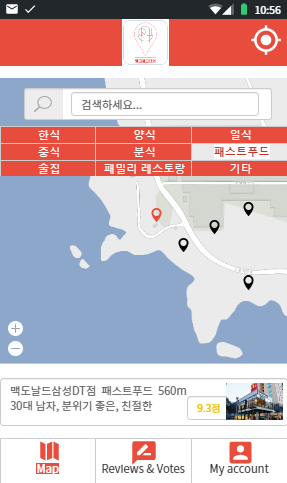 10:56
검색하세요...
한식 양식 일식
중식 분식 패스트푸드
술집 패밀리 레스토랑 기타
맥도날드삼성DT점 패스트푸드 560m
30대 남자, 분위기 좋은, 친절한
9.3점
Map Reviews & Votes My account